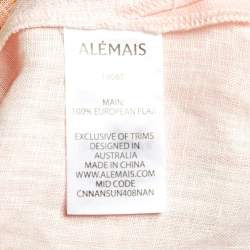 ALÉMAIS
MAIN:
100% EUROPEAN FLAX
EXCLUSIVE OF TRIMS
DESIGNED IN
AUSTRALIA
MADE IN CHINA
WWW.ALEMAIS.COM
MID CODE
CNNANSUN408NAN